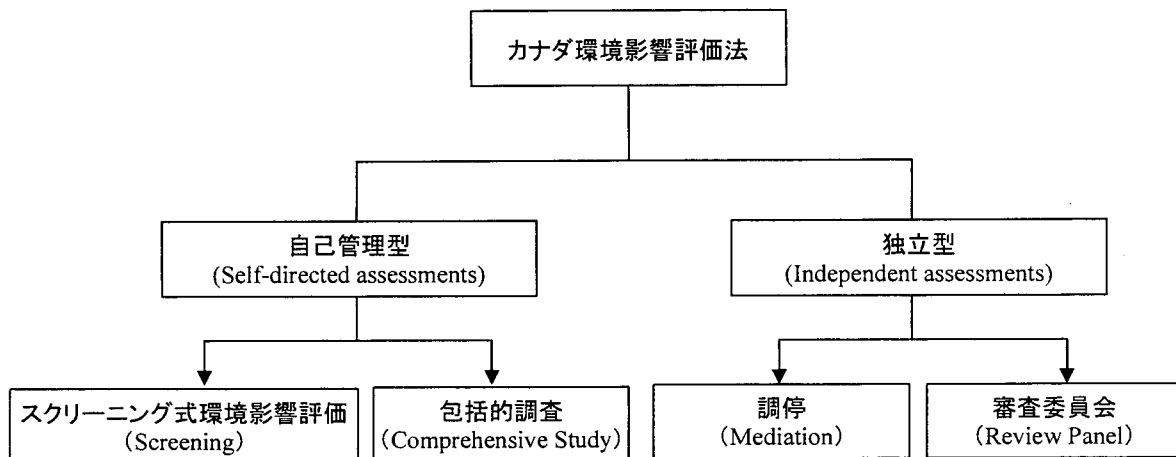 カナダ環境影響評価法
自己管理型
(Self-directed assessments)
独立型
(Independent assessments)
スクリーニング式環境影響評価
（Screening）
包括的調査
（Comprehensive Study）
調停
（Mediation）
審査委員会
（Review Panel）